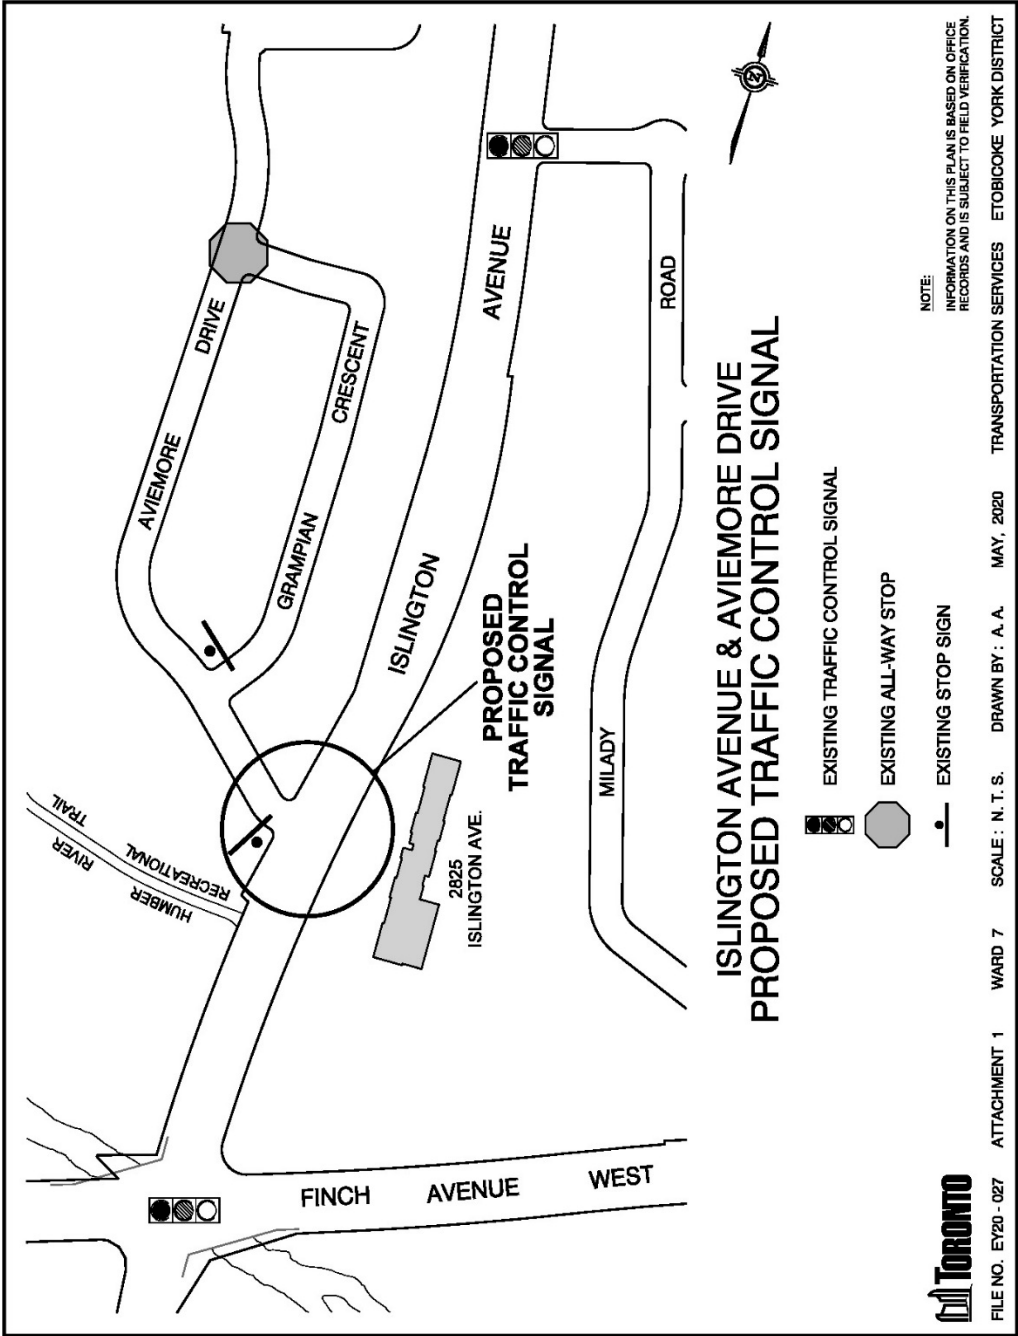 AVIEMORE
DRIVE
GRAMPIAN
CRESCENT
HUMBER
RIVER
RECREATIONAL
TRAIL
ISLINGTON
AVENUE
PROPOSED
TRAFFIC CONTROL
SIGNAL
2825
ISLINGTON AVE.
FINCH AVENUE WEST
MILADY
ROAD
N
ISLINGTON AVENUE & AVIEMORE DRIVE
PROPOSED TRAFFIC CONTROL SIGNAL
EXISTING TRAFFIC CONTROL SIGNAL
EXISTING ALL-WAY STOP
EXISTING STOP SIGN
NOTE:
INFORMATION ON THIS PLAN IS BASED ON OFFICE
RECORDS AND IS SUBJECT TO FIELD VERIFICATION.
TORONTO
FILE NO. EY20 - 027 ATTACHMENT 1 WARD 7 SCALE : N. T. S. DRAWN BY : A. A. MAY, 2020 TRANSPORTATION SERVICES ETOBICOKE YORK DISTRICT